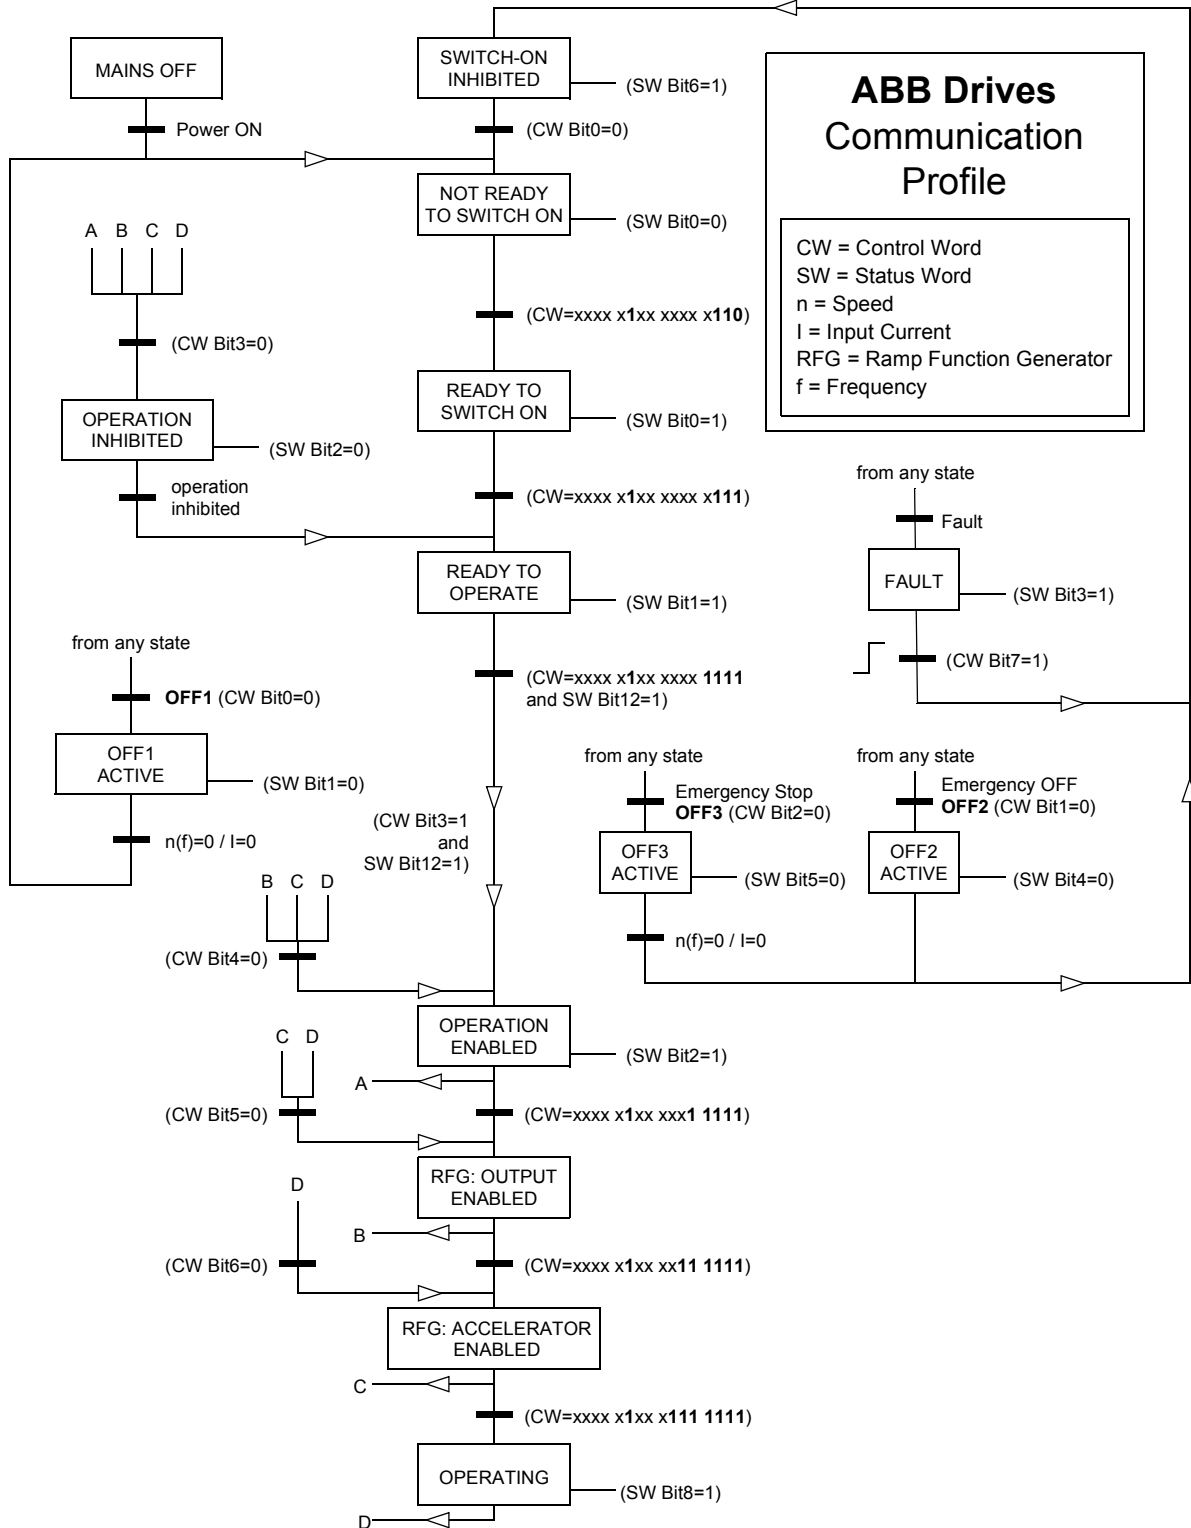 MAINS OFF
Power ON
SWITCH-ON
INHIBITED
(SW Bit6=1)
(CW Bit0=0)
ABB Drives
Communication
Profile
CW = Control Word
SW = Status Word
n = Speed
I = Input Current
RFG = Ramp Function Generator
f = Frequency
NOT READY
TO SWITCH ON
(SW Bit0=0)
A B C D
(CW Bit3=0)
(CW=xxxx x1xx xxxx x110)
OPERATION
INHIBITED
(SW Bit2=0)
operation
inhibited
READY TO
SWITCH ON
(SW Bit0=1)
(CW=xxxx x1xx xxxx x111)
from any state
Fault
FAULT
(SW Bit3=1)
(CW Bit7=1)
READY TO
OPERATE
(SW Bit1=1)
(CW=xxxx x1xx xxxx 1111
and SW Bit12=1)
from any state
OFF1 (CW Bit0=0)
OFF1
ACTIVE
(SW Bit1=0)
n(f)=0 / I=0
(CW Bit3=1
and
SW Bit12=1)
from any state
Emergency Stop
OFF3 (CW Bit2=0)
OFF3
ACTIVE
(SW Bit5=0)
n(f)=0 / I=0
from any state
Emergency OFF
OFF2 (CW Bit1=0)
OFF2
ACTIVE
(SW Bit4=0)
B C D
(CW Bit4=0)
OPERATION
ENABLED
(SW Bit2=1)
A
C D
(CW Bit5=0)
(CW=xxxx x1xx xxx1 1111)
RFG: OUTPUT
ENABLED
B
D
(CW Bit6=0)
(CW=xxxx x1xx xx11 1111)
RFG: ACCELERATOR
ENABLED
C
(CW=xxxx x1xx x111 1111)
OPERATING
(SW Bit8=1)
D